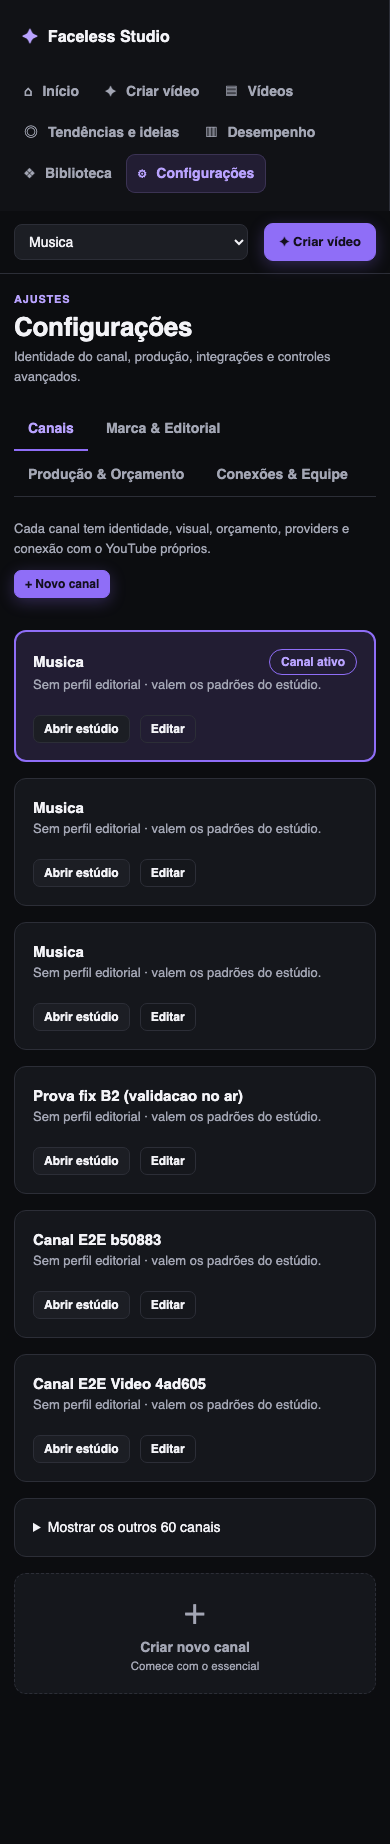 ✦ Faceless Studio
⌂ Início ✦ Criar vídeo ▤ Vídeos
◎ Tendências e ideias ▥ Desempenho
❖ Biblioteca ⚙ Configurações
Musica ✦ Criar vídeo
AJUSTES
Configurações
Identidade do canal, produção, integrações e controles
avançados.
Canais Marca & Editorial
Produção & Orçamento Conexões & Equipe
Cada canal tem identidade, visual, orçamento, providers e
conexão com o YouTube próprios.
+ Novo canal
Musica Canal ativo
Sem perfil editorial · valem os padrões do estúdio.
Abrir estúdio Editar
Musica
Sem perfil editorial · valem os padrões do estúdio.
Abrir estúdio Editar
Musica
Sem perfil editorial · valem os padrões do estúdio.
Abrir estúdio Editar
Prova fix B2 (validacao no ar)
Sem perfil editorial · valem os padrões do estúdio.
Abrir estúdio Editar
Canal E2E b50883
Sem perfil editorial · valem os padrões do estúdio.
Abrir estúdio Editar
Canal E2E Video 4ad605
Sem perfil editorial · valem os padrões do estúdio.
Abrir estúdio Editar
▶ Mostrar os outros 60 canais
+
Criar novo canal
Comece com o essencial